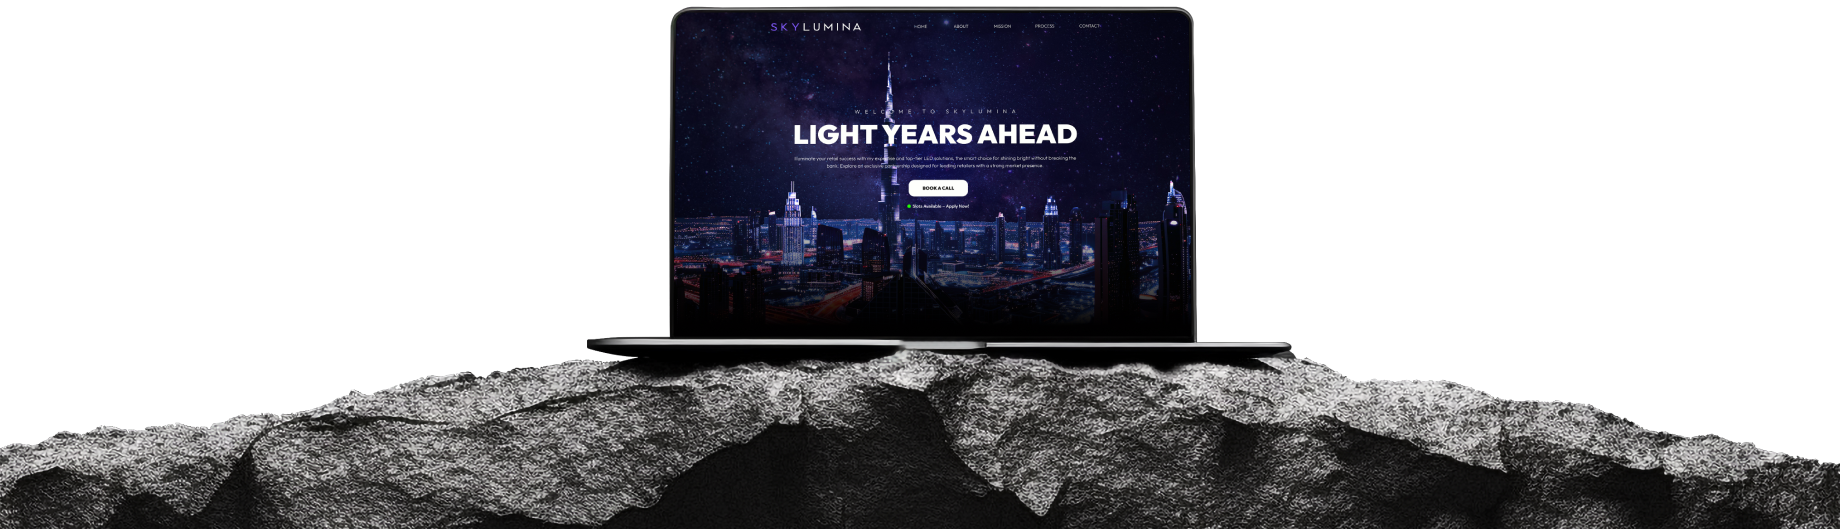 SKYLUMINA
HOME ABOUT MISSION PROCESS CONTACT
WELCOME TO SKYLUMINA
LIGHT YEARS AHEAD
Illuminate your retail success with my expertise and top-tier LED solutions, the smart choice for shining bright without breaking the
bank. Explore an exclusive partnership designed for leading retailers with a strong market presence.
BOOK A CALL
Slots Available - Apply Now!